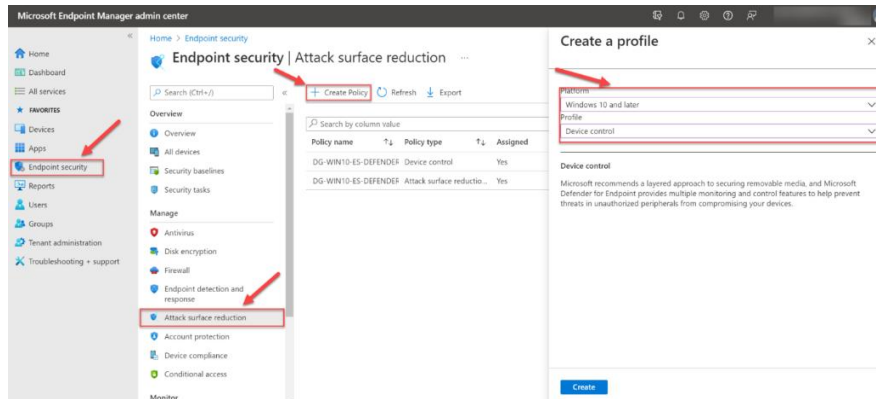 Microsoft Endpoint Manager admin center
Home
Dashboard
All services
FAVORITES
Devices
Apps
Endpoint security
Reports
Users
Groups
Tenant administration
Troubleshooting + support
Home > Endpoint security
Endpoint security | Attack surface reduction ...
Search (Ctrl+/)
Overview
Overview
All devices
Security baselines
Security tasks
Manage
Antivirus
Disk encryption
Firewall
Endpoint detection and
response
Attack surface reduction
Account protection
Device compliance
Conditional access
Monitor
+ Create Policy Refresh Export
Search by column value
Policy name Policy type Assigned
DG-WIN10-ES-DEFENDER Device control Yes
DG-WIN10-ES-DEFENDER Attack surface reductio... Yes
Create a profile
Platform
Windows 10 and later
Profile
Device control
Device control
Microsoft recommends a layered approach to securing removable media, and Microsoft
Defender for Endpoint provides multiple monitoring and control features to help prevent
threats in unauthorized peripherals from compromising your devices.
Create